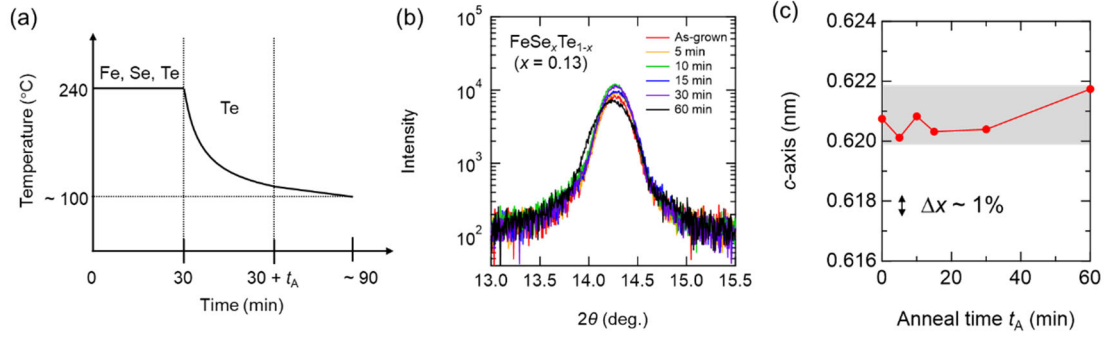 (a)
Temperature (°C)
240
~ 100
Fe, Se, Te
Te
0
30
30 + tA
~ 90
Time (min)
(b)
Intensity
10^5
10^4
10^3
10^2
FeSexTe1-x
(x = 0.13)
As-grown
5 min
10 min
15 min
30 min
60 min
13.0 13.5 14.0 14.5 15.0 15.5
2θ (deg.)
(c)
c-axis (nm)
0.624
0.622
0.620
0.618
0.616
Δx ~ 1%
0 20 40 60
Anneal time tA (min)